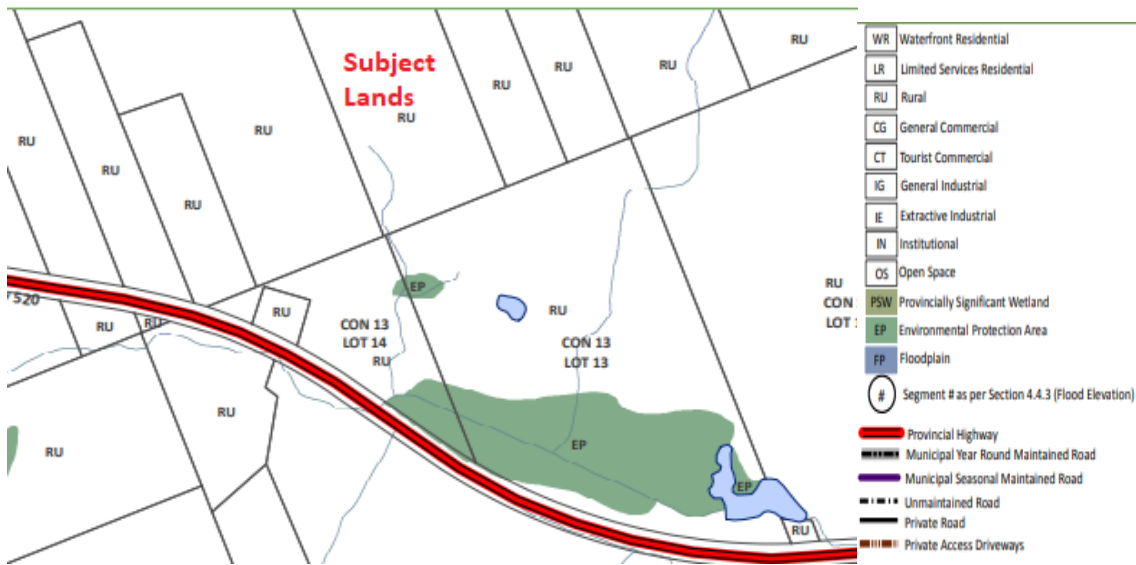 RU
RU
RU
RU
RU
RU
RU
RU
RU
Subject
Lands
RU
EP
RU
520
RU
RU
RU
CON 13
LOT 14
RU
RU
CON 13
LOT 13
RU
CON
LOT
RU
RU
EP
EP
RU
WR Waterfront Residential
LR Limited Services Residential
RU Rural
CG General Commercial
CT Tourist Commercial
IG General Industrial
IE Extractive Industrial
IN Institutional
OS Open Space
PSW Provincially Significant Wetland
EP Environmental Protection Area
FP Floodplain
# Segment # as per Section 4.4.3 (Flood Elevation)
Provincial Highway
Municipal Year Round Maintained Road
Municipal Seasonal Maintained Road
Unmaintained Road
Private Road
Private Access Driveways